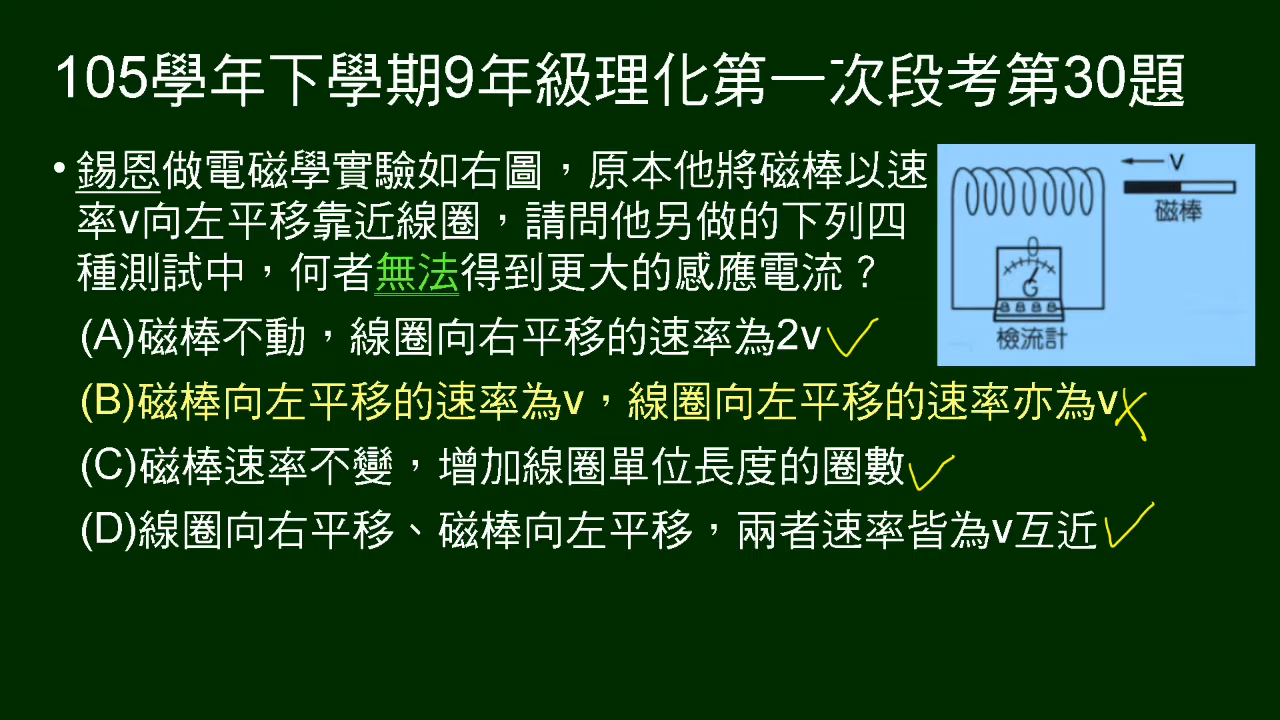 105學年下學期9年級理化第一次段考第30題
•錫恩做電磁學實驗如右圖，原本他將磁棒以速
率v向左平移靠近線圈，請問他另做的下列四
種測試中，何者無法得到更大的感應電流？
(A)磁棒不動，線圈向右平移的速率為2v
(B)磁棒向左平移的速率為v，線圈向左平移的速率亦為v
(C)磁棒速率不變，增加線圈單位長度的圈數
(D)線圈向右平移、磁棒向左平移，兩者速率皆為v互近
v
磁棒
0
G
檢流計